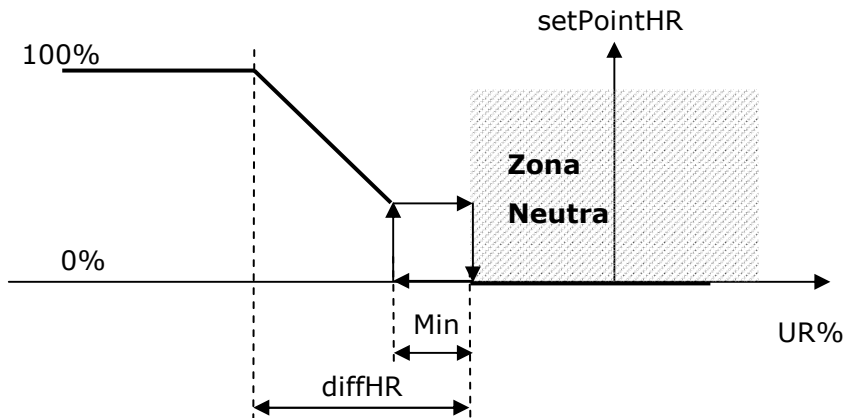 setPointHR
100%
Zona
Neutra
0%
Min
UR%
diffHR